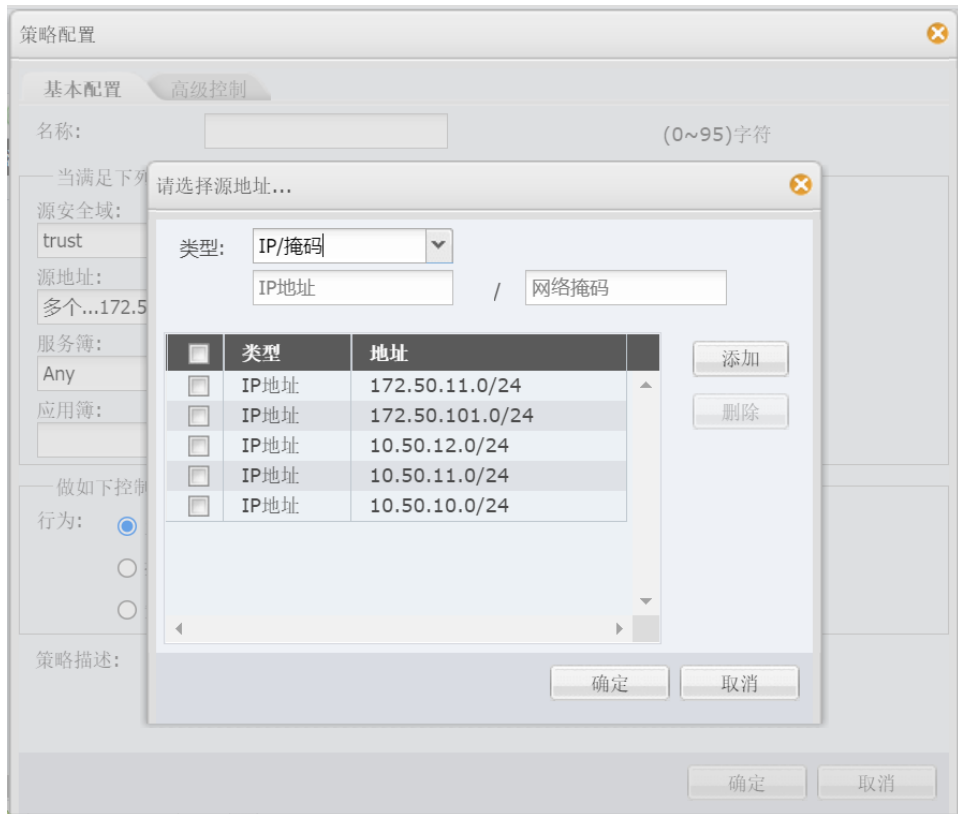 策略配置
基本配置 高级控制
名称: (0~95)字符
当满足下列
请选择源地址...
源安全域:
trust
类型: IP/掩码
源地址:
IP地址 / 网络掩码
多个...172.5
服务簿:
类型 地址 添加
Any
IP地址 172.50.11.0/24
应用簿:
IP地址 172.50.101.0/24 删除
IP地址 10.50.12.0/24
IP地址 10.50.11.0/24
做如下控制
IP地址 10.50.10.0/24
行为:
策略描述:
确定 取消
确定 取消